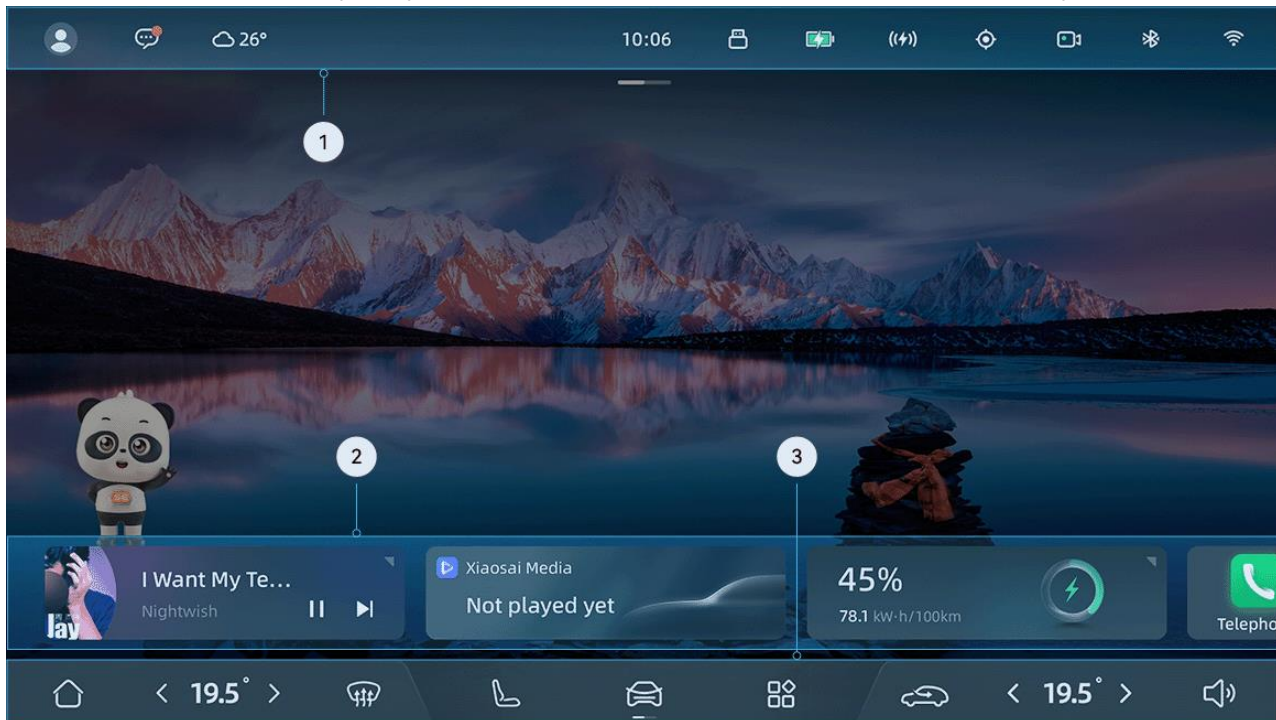 26°
10:06
1
2
3
I Want My Te...
Nightwish
Jay
Xiaosai Media
Not played yet
45%
78.1 kW·h/100km
Telepho
19.5°
19.5°